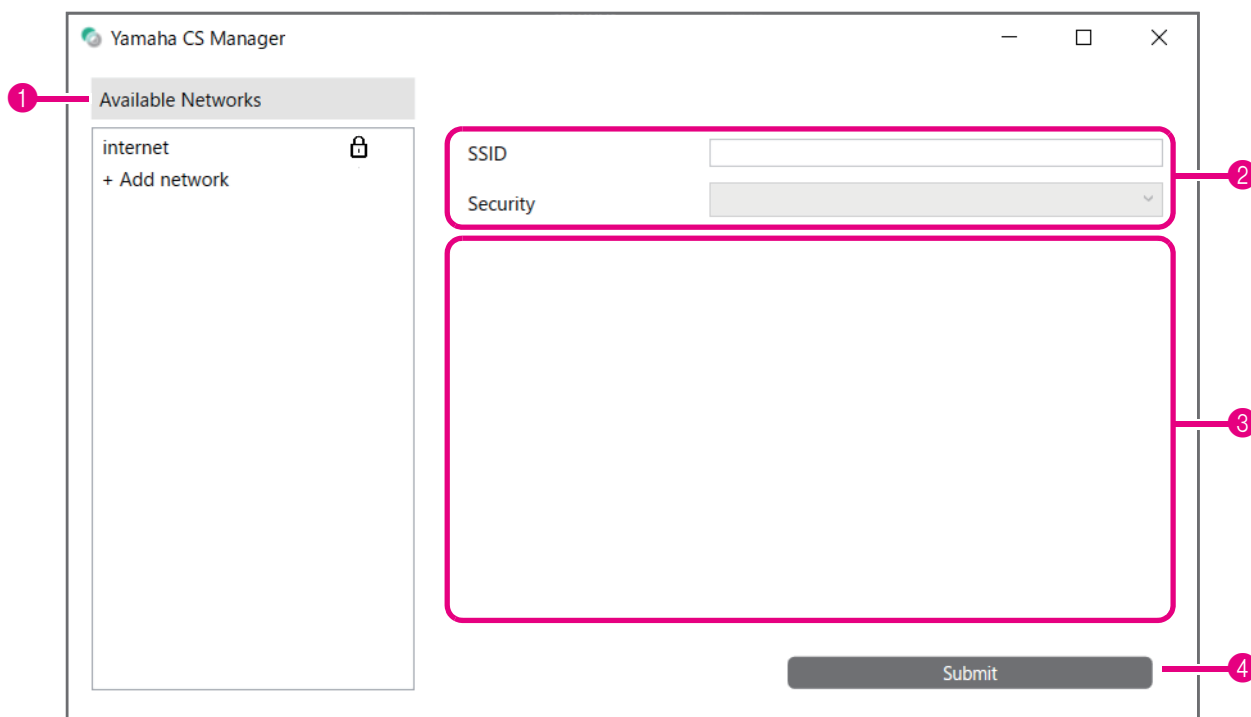 Yamaha CS Manager
1
Available Networks
internet
+ Add network
SSID
Security
2
3
Submit
4